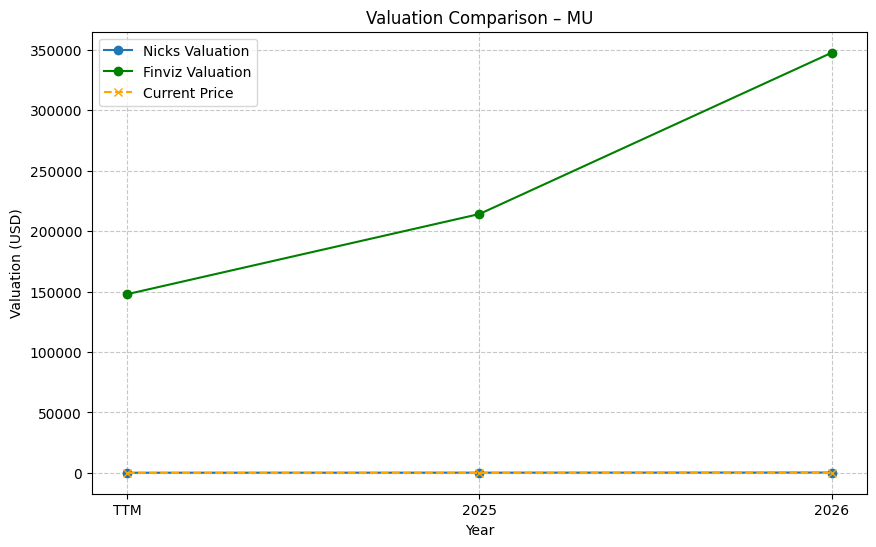 Valuation Comparison – MU
Nicks Valuation
Finviz Valuation
Current Price
Valuation (USD)
350000
300000
250000
200000
150000
100000
50000
0
TTM
2025
2026
Year